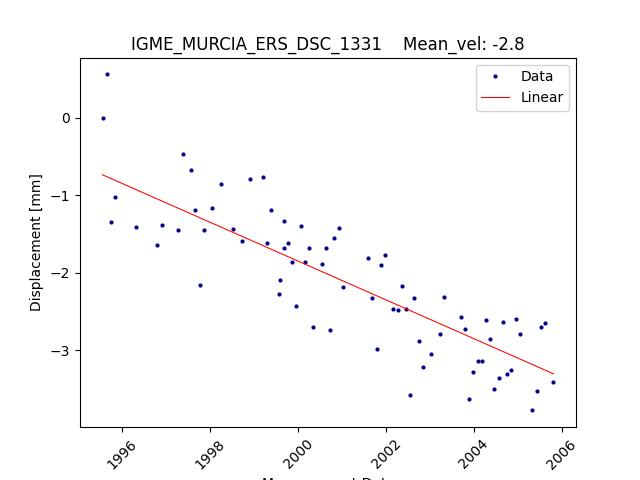 IGME_MURCIA_ERS_DSC_1331    Mean_vel: -2.8
Data
Linear
Displacement [mm]
0
−1
−2
−3
1996
1998
2000
2002
2004
2006